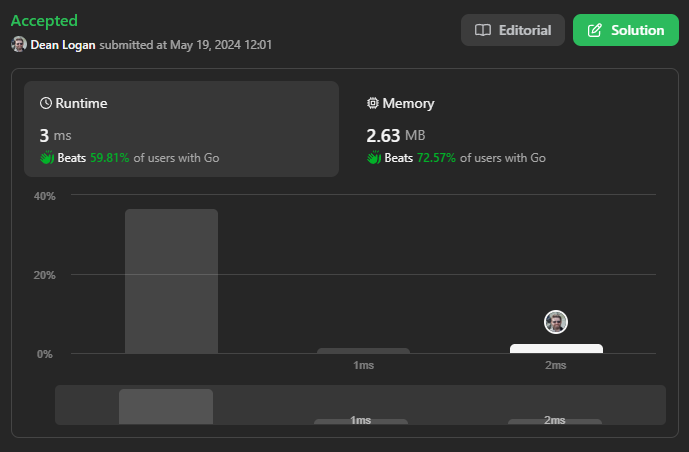 Accepted
Editorial
Solution
Dean Logan submitted at May 19, 2024 12:01
Runtime
Memory
3 ms
2.63 MB
Beats 59.81% of users with Go
Beats 72.57% of users with Go
40%
20%
0%
1ms
2ms
1ms
2ms